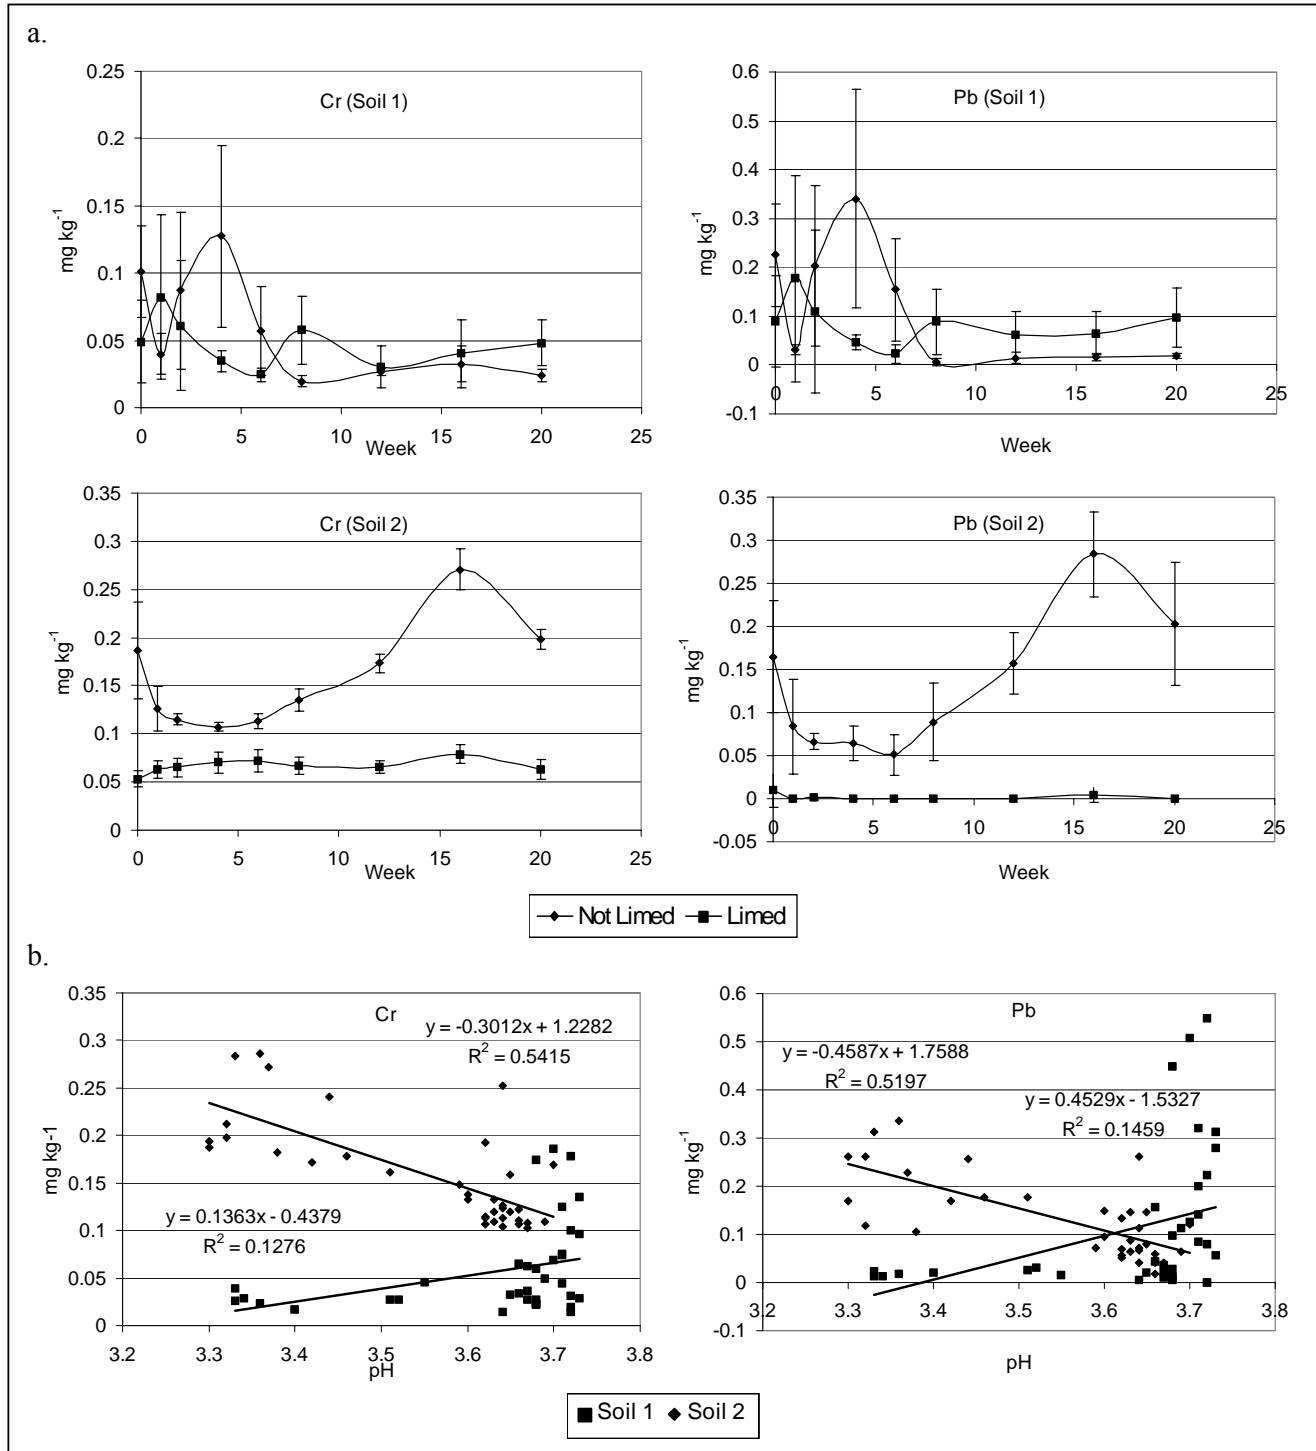 a.
Cr (Soil 1)
0.25
0.2
0.15
0.1
0.05
0
mg kg-1
0 5 10 15 20 25
Week
Pb (Soil 1)
0.6
0.5
0.4
0.3
0.2
0.1
0
-0.1
mg kg-1
0 5 10 15 20 25
Week
Cr (Soil 2)
0.35
0.3
0.25
0.2
0.15
0.1
0.05
0
mg kg-1
0 5 10 15 20 25
Week
Pb (Soil 2)
0.35
0.3
0.25
0.2
0.15
0.1
0.05
0
-0.05
mg kg-1
0 5 10 15 20 25
Week
Not Limed Limed
b.
Cr
0.35
0.3
0.25
0.2
0.15
0.1
0.05
0
mg kg-1
y = -0.3012x + 1.2282
R2 = 0.5415
y = 0.1363x - 0.4379
R2 = 0.1276
3.2 3.3 3.4 3.5 3.6 3.7 3.8
pH
Pb
0.6
0.5
0.4
0.3
0.2
0.1
0
-0.1
mg kg-1
y = -0.4587x + 1.7588
R2 = 0.5197
y = 0.4529x - 1.5327
R2 = 0.1459
3.2 3.3 3.4 3.5 3.6 3.7 3.8
pH
Soil 1 Soil 2